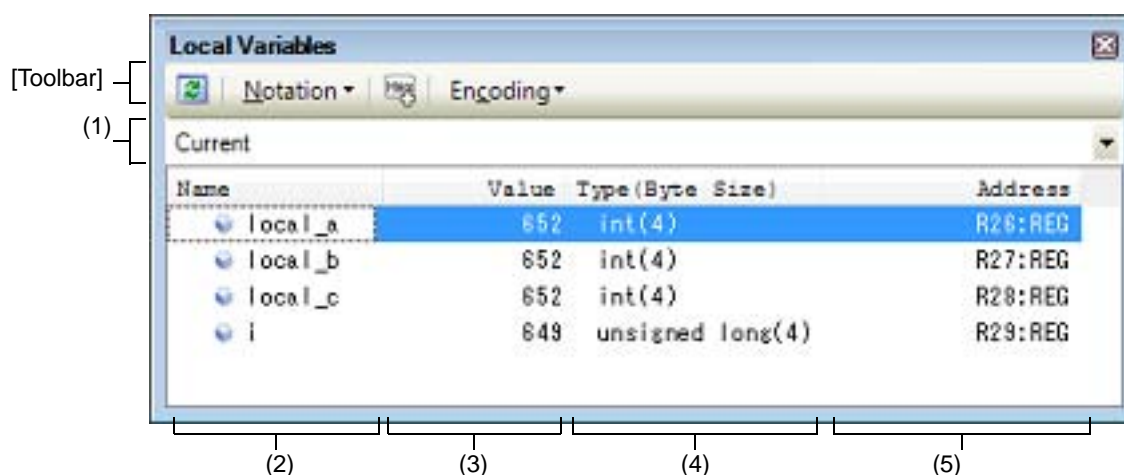 Local Variables
[Toolbar]
Notation
Hex
Encoding
(1)
Current
Name Value Type(Byte Size) Address
local_a 652 int(4) R26:REG
local_b 652 int(4) R27:REG
local_c 652 int(4) R28:REG
i 649 unsigned long(4) R29:REG
(2) (3) (4) (5)